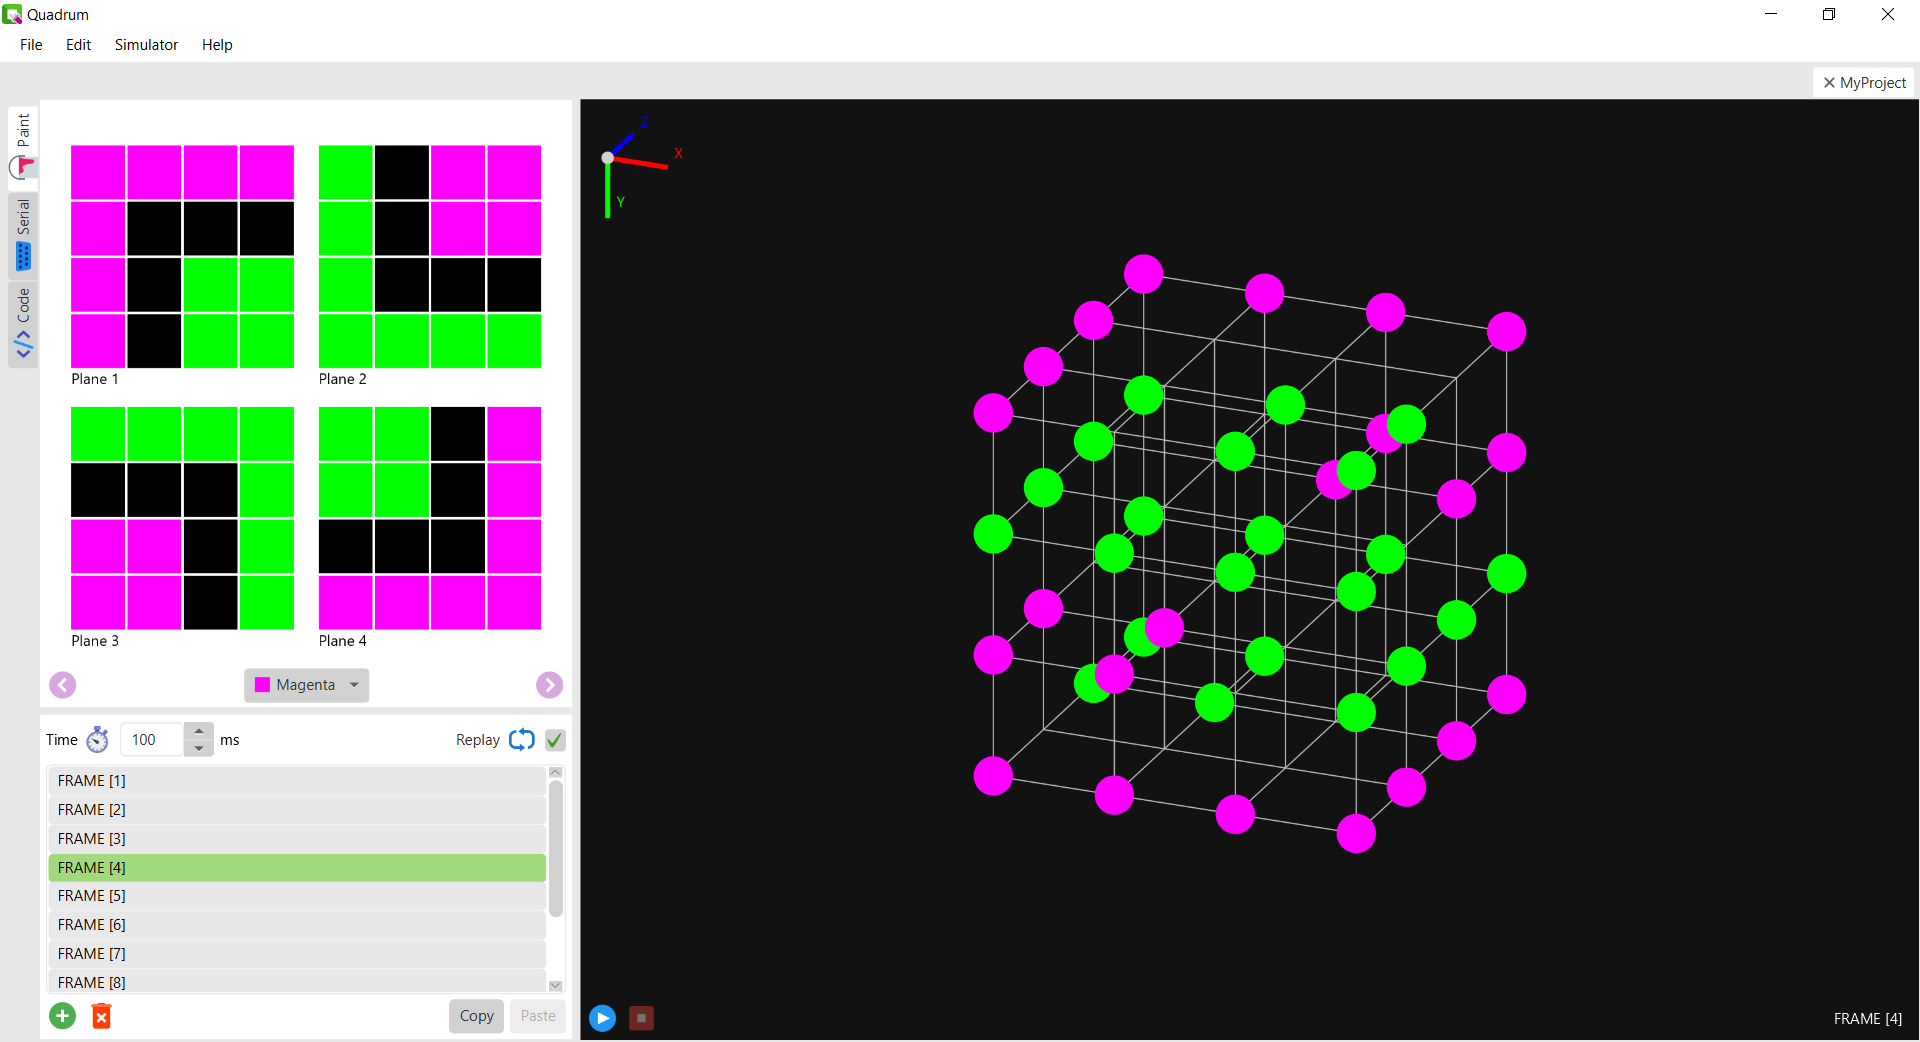 Quadrum
File Edit Simulator Help
MyProject
Paint
Serial
Code
Plane 1 Plane 2
Plane 3 Plane 4
Magenta
Time 100 ms Replay
FRAME [1]
FRAME [2]
FRAME [3]
FRAME [4]
FRAME [5]
FRAME [6]
FRAME [7]
FRAME [8]
Copy Paste
Z
X
Y
FRAME [4]